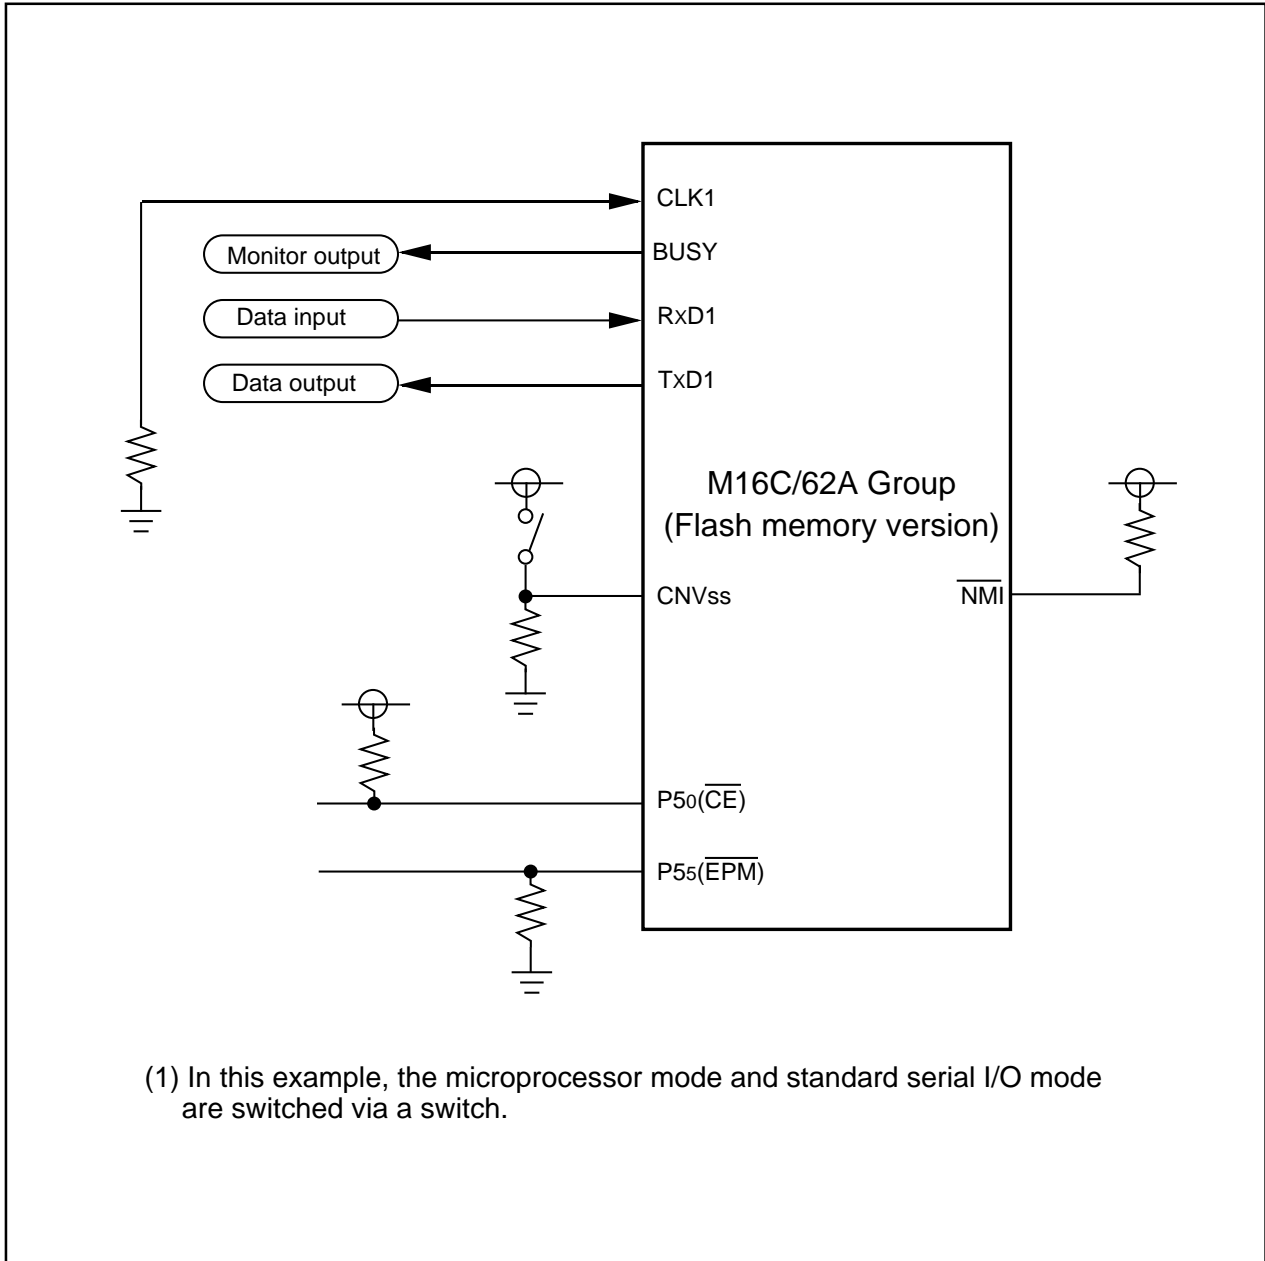 CLK1
Monitor output
BUSY
Data input
RxD1
Data output
TxD1
M16C/62A Group
(Flash memory version)
CNVss
NMI
P50(CE)
P55(EPM)
(1) In this example, the microprocessor mode and standard serial I/O mode
are switched via a switch.